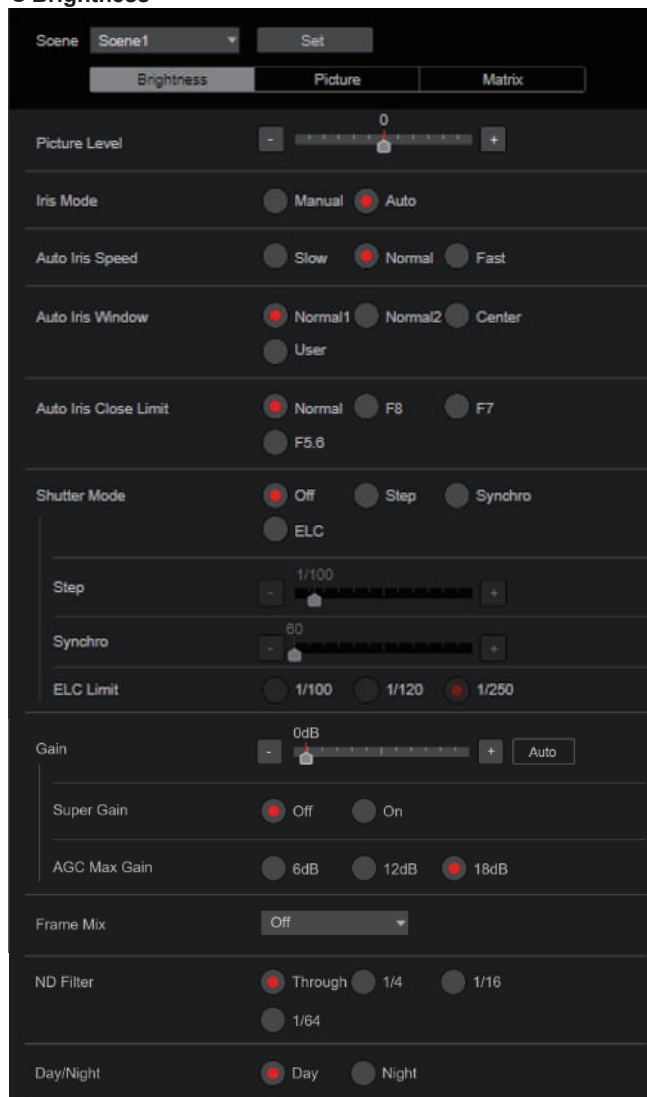 Brightness
Scene Scene1 Set
Brightness Picture Matrix
0
Picture Level - +
Iris Mode Manual Auto
Auto Iris Speed Slow Normal Fast
Auto Iris Window Normal1 Normal2 Center
User
Auto Iris Close Limit Normal F8 F7
F5.6
Shutter Mode Off Step Synchro
ELC
1/100
Step - +
60
Synchro - +
ELC Limit 1/100 1/120 1/250
0dB
Gain - + Auto
Super Gain Off On
AGC Max Gain 6dB 12dB 18dB
Frame Mix Off
ND Filter Through 1/4 1/16
1/64
Day/Night Day Night